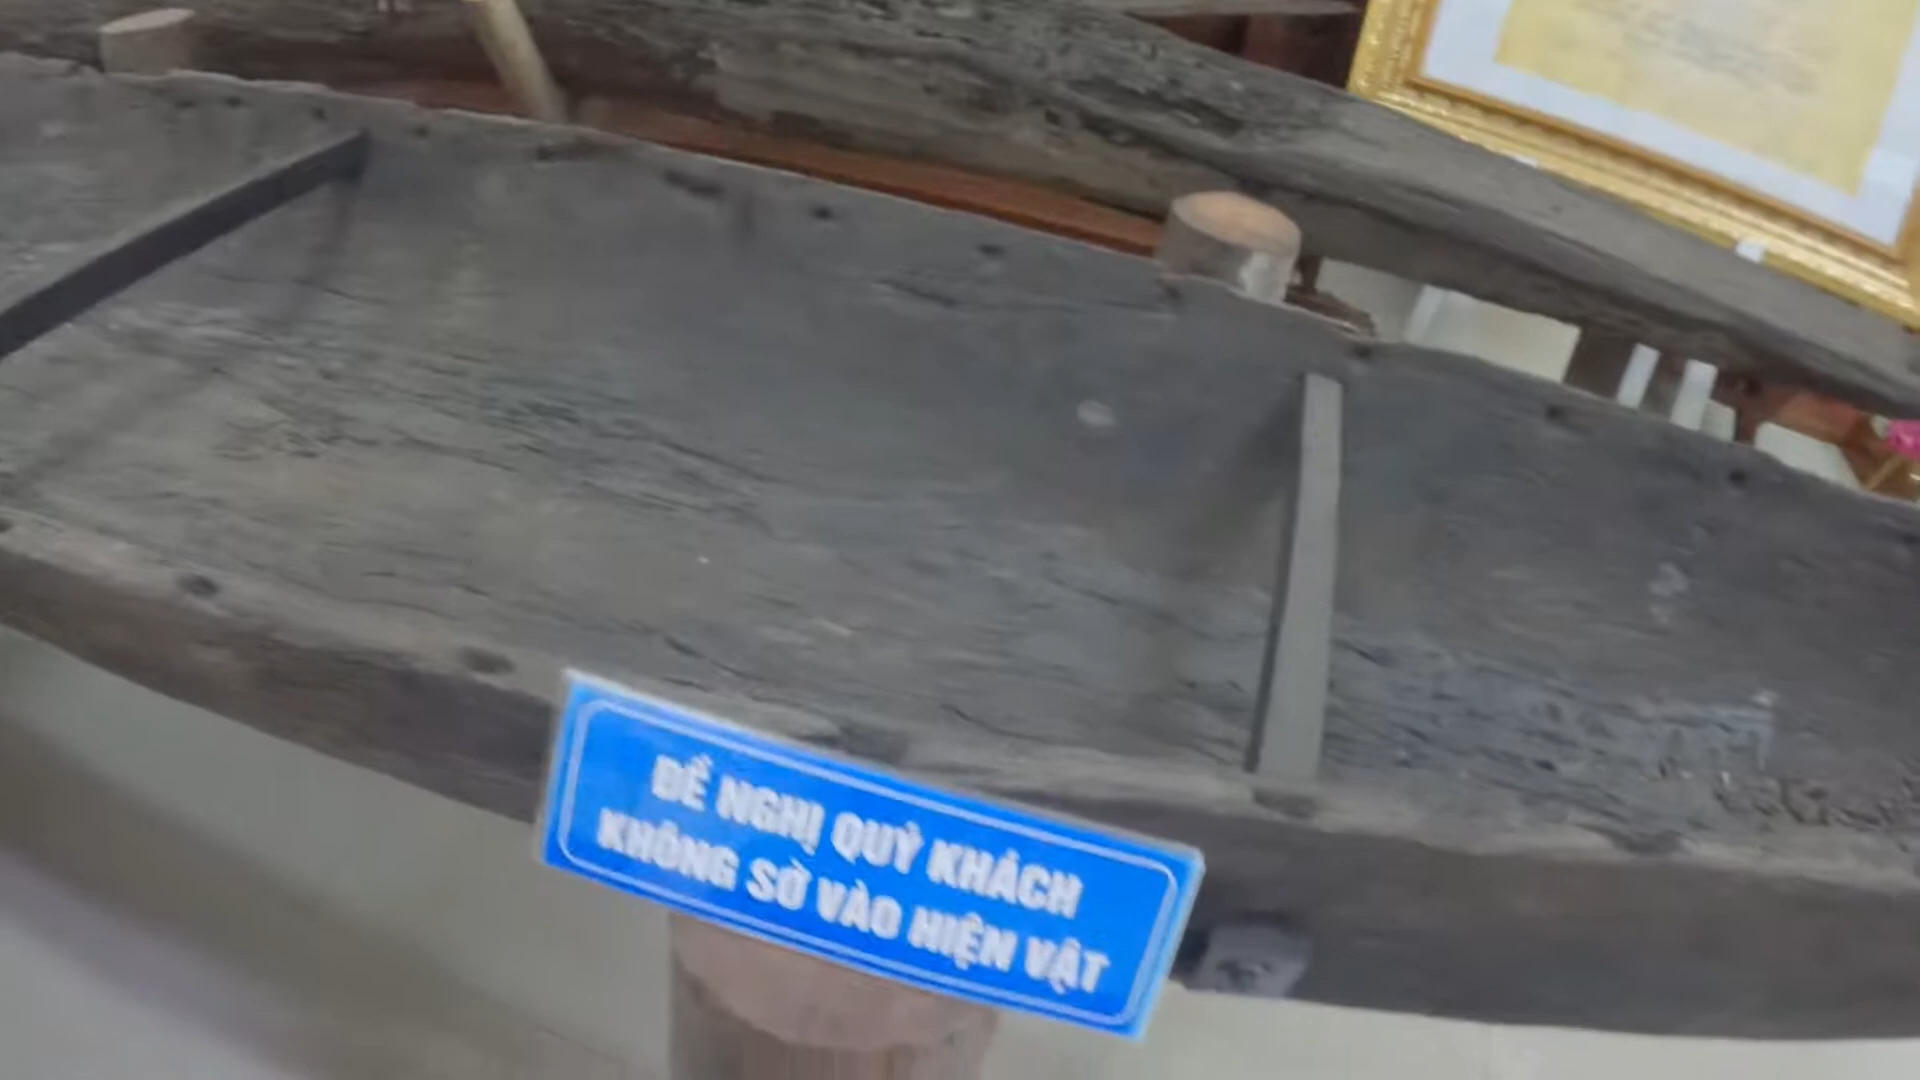 ĐỀ NGHỊ QUÝ KHÁCH
KHÔNG SỜ VÀO HIỆN VẬT